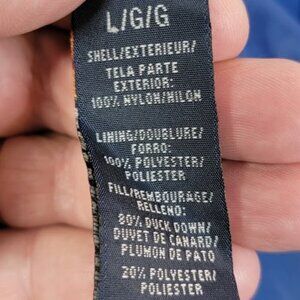 L/G/G
SHELL/EXTERIEUR/
TELA PARTE
EXTERIOR:
100% NYLON/NILON
LINING/DOUBLURE/
FORRO:
100% POLYESTER/
POLIESTER
FILL/REMBOURAGE/
RELLENO:
80% DUCK DOWN/
DUVET DE CANARD/
PLUMON DE PATO
20% POLYESTER/
POLIESTER